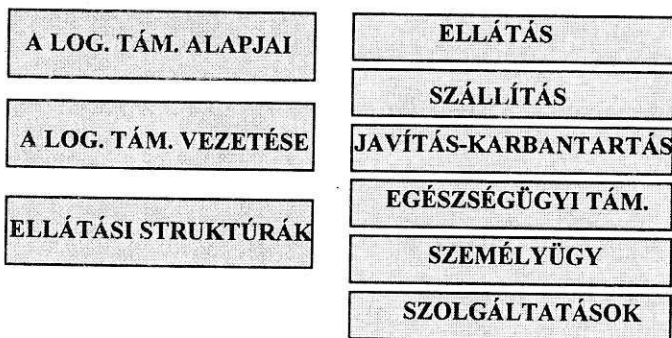 A LOG. TÁM. ALAPJAI
A LOG. TÁM. VEZETÉSE
ELLÁTÁSI STRUKTÚRÁK
ELLÁTÁS
SZÁLLÍTÁS
JAVÍTÁS-KARBANTARTÁS
EGÉSZSÉGÜGYI TÁM.
SZEMÉLYÜGY
SZOLGÁLTATÁSOK